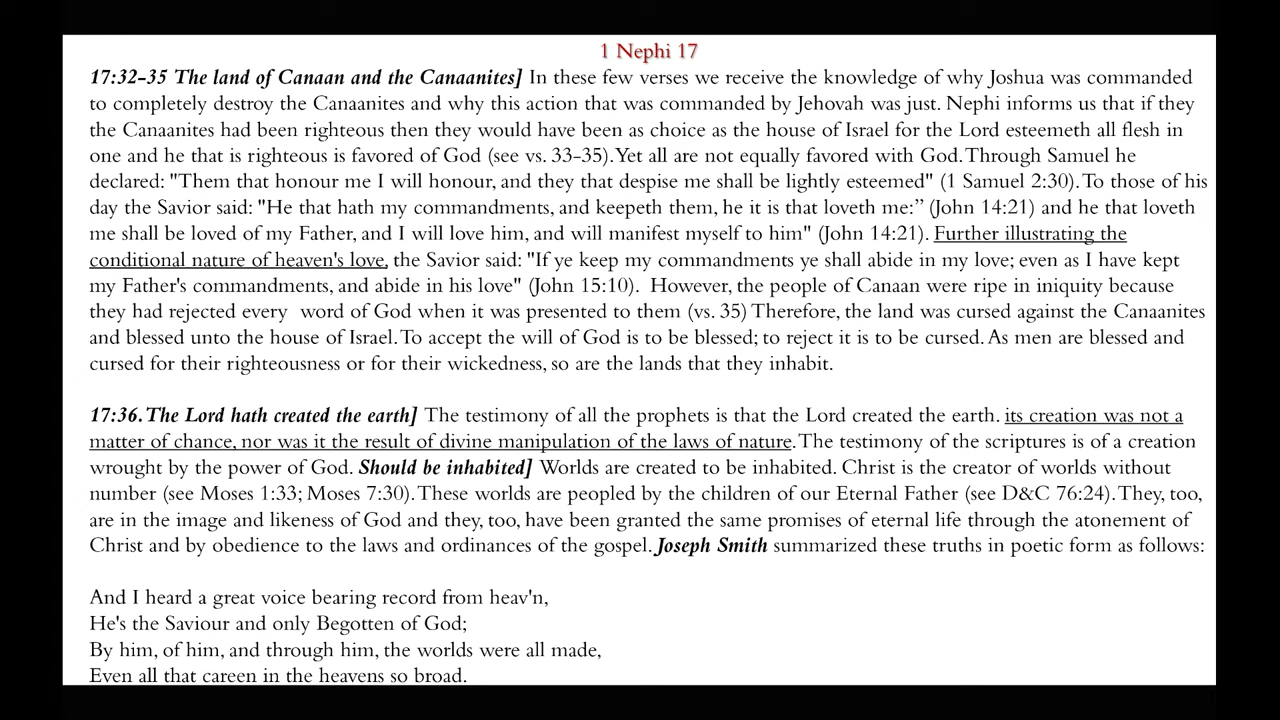 1 Nephi 17
17:32-35 The land of Canaan and the Canaanites] In these few verses we receive the knowledge of why Joshua was commanded
to completely destroy the Canaanites and why this action that was commanded by Jehovah was just. Nephi informs us that if they
the Canaanites had been righteous then they would have been as choice as the house of Israel for the Lord esteemeth all flesh in
one and he that is righteous is favored of God (see vs. 33-35). Yet all are not equally favored with God. Through Samuel he
declared: "Them that honour me I will honour, and they that despise me shall be lightly esteemed" (1 Samuel 2:30). To those of his
day the Savior said: "He that hath my commandments, and keepeth them, he it is that loveth me:” (John 14:21) and he that loveth
me shall be loved of my Father, and I will love him, and will manifest myself to him" (John 14:21). Further illustrating the
conditional nature of heaven's love, the Savior said: "If ye keep my commandments ye shall abide in my love; even as I have kept
my Father's commandments, and abide in his love" (John 15:10).  However, the people of Canaan were ripe in iniquity because
they had rejected every  word of God when it was presented to them (vs. 35) Therefore, the land was cursed against the Canaanites
and blessed unto the house of Israel. To accept the will of God is to be blessed; to reject it is to be cursed. As men are blessed and
cursed for their righteousness or for their wickedness, so are the lands that they inhabit.
17:36. The Lord hath created the earth] The testimony of all the prophets is that the Lord created the earth. its creation was not a
matter of chance, nor was it the result of divine manipulation of the laws of nature. The testimony of the scriptures is of a creation
wrought by the power of God. Should be inhabited] Worlds are created to be inhabited. Christ is the creator of worlds without
number (see Moses 1:33; Moses 7:30). These worlds are peopled by the children of our Eternal Father (see D&C 76:24). They, too,
are in the image and likeness of God and they, too, have been granted the same promises of eternal life through the atonement of
Christ and by obedience to the laws and ordinances of the gospel. Joseph Smith summarized these truths in poetic form as follows:
And I heard a great voice bearing record from heav'n,
He's the Saviour and only Begotten of God;
By him, of him, and through him, the worlds were all made,
Even all that careen in the heavens so broad.